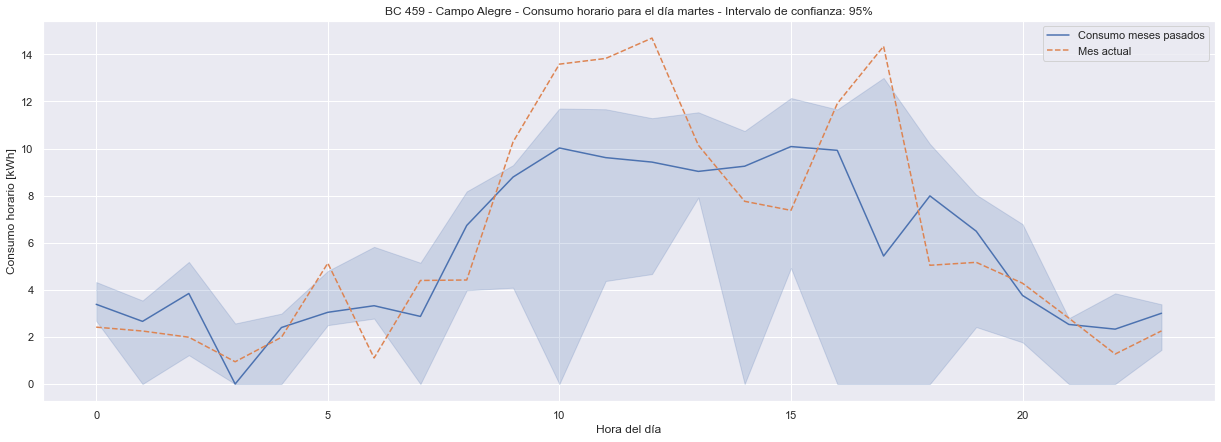 BC 459 - Campo Alegre - Consumo horario para el día martes - Intervalo de confianza: 95%
Consumo meses pasados
Mes actual
Consumo horario [kWh]
14
12
10
8
6
4
2
0
0
5
10
15
20
Hora del día